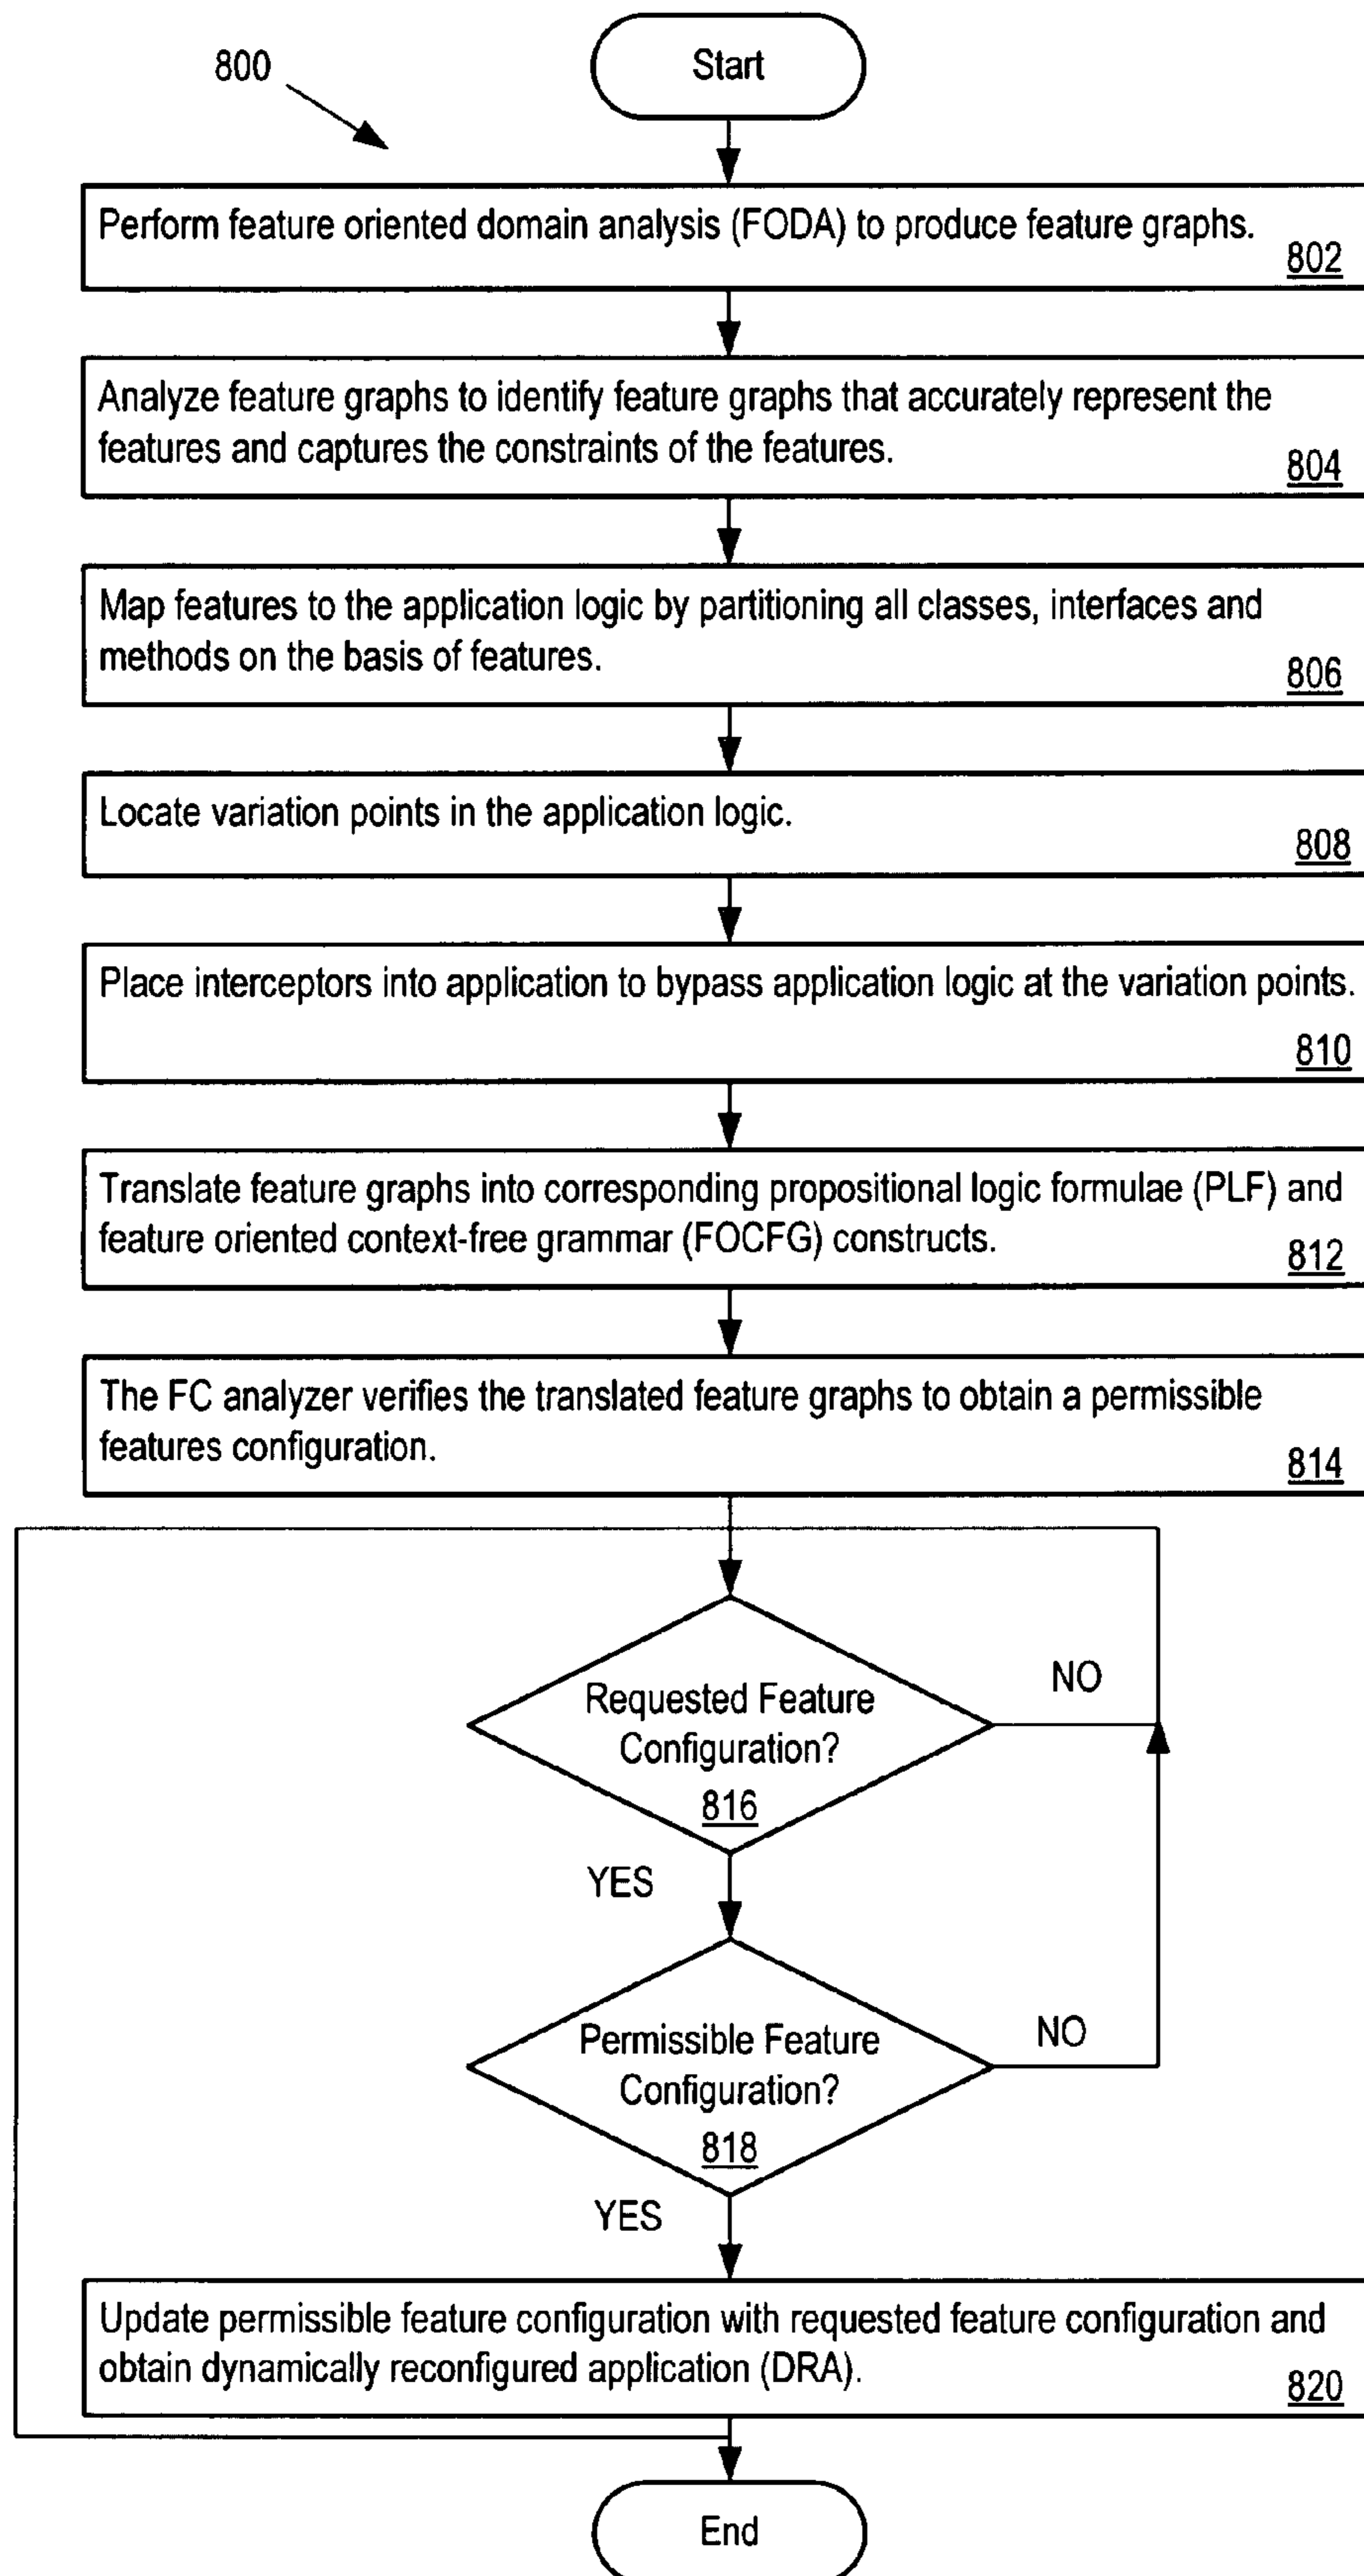 800
Start
Perform feature oriented domain analysis (FODA) to produce feature graphs.
802
Analyze feature graphs to identify feature graphs that accurately represent the
features and captures the constraints of the features.
804
Map features to the application logic by partitioning all classes, interfaces and
methods on the basis of features.
806
Locate variation points in the application logic.
808
Place interceptors into application to bypass application logic at the variation points.
810
Translate feature graphs into corresponding propositional logic formulae (PLF) and
feature oriented context-free grammar (FOCFG) constructs.
812
The FC analyzer verifies the translated feature graphs to obtain a permissible
features configuration.
814
Requested Feature
Configuration?
816
NO
YES
Permissible Feature
Configuration?
818
NO
YES
Update permissible feature configuration with requested feature configuration and
obtain dynamically reconfigured application (DRA).
820
End